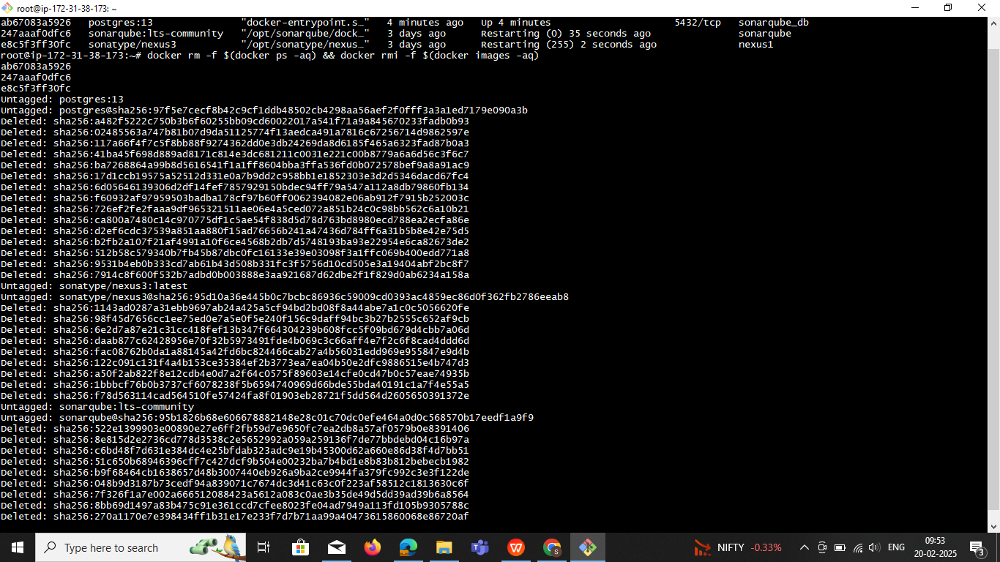 root@ip-172-31-38-173: ~
ab67083a5926   postgres:13               "docker-entrypoint.s…"   4 minutes ago   Up 4 minutes                     5432/tcp   sonarqube_db
247aaaf0dfc6   sonarqube:lts-community   "/opt/sonarqube/dock…"   3 days ago      Restarting (0) 35 seconds ago               sonarqube
e8c5f3ff30fc   sonatype/nexus3           "/opt/sonatype/nexus…"   3 days ago      Restarting (255) 2 seconds ago              nexus1
root@ip-172-31-38-173:~# docker rm -f $(docker ps -aq) && docker rmi -f $(docker images -aq)
ab67083a5926
247aaaf0dfc6
e8c5f3ff30fc
Untagged: postgres:13
Untagged: postgres@sha256:97f5e7cecf8b42c9cf1ddb48502cb4298aa56aef2f0fff3a3a1ed7179e090a3b
Deleted: sha256:a482f5222c750b3b6f60255bb09cd60022017a541f71a9a845670233fadb0b93
Deleted: sha256:02485563a747b81b07d9da51125774f13aedca491a7816c67256714d9862597e
Deleted: sha256:117a66f4f7c5f8bb88f9274362dd0e3db24269da8d6185f465a6323fad87b0a3
Deleted: sha256:41ba45f698d889ad8171c814e3dc681211c0031e221c00b8779a6a6d56c3f6c7
Deleted: sha256:ba7268864a99b8d5616541f1a1ff8604bba3ffa536fd0b072578bef9a8a91ac9
Deleted: sha256:17d1ccb19575a52512d331e0a7b9dd2c958bb1e1852303e3d2d5346dacd67fc4
Deleted: sha256:6d05646139306d2df14fef7857929150bdec94ff79a547a112a8db79860fb134
Deleted: sha256:f60932af97959503badba178cf97b60ff0062394082e06ab912f7915b252003c
Deleted: sha256:726ef2fe2faaa9df965321511ae06e4a5ced072a851b24c0c98bb562c6a10b21
Deleted: sha256:ca800a7480c14c970775df1c5ae54f838d5d78d763bd8980ecd788ea2ecfa86e
Deleted: sha256:d2ef6cdc37539a851aa880f15ad76656b241a47436d784ff6a31b5b8e42e75d5
Deleted: sha256:b2fb2a107f21af4991a10f6ce4568b2db7d5748193ba93e22954e6ca82673de2
Deleted: sha256:512b58c579340b7fb45b87dbc0fc16133e39e03098f3a1ffc069b400edd771a8
Deleted: sha256:9531b4eb0b333cd7ab61b43d508b331fc3f5756d10cd505e3a19404abf2bc8f7
Deleted: sha256:7914c8f600f532b7adbd0b003888e3aa921687d62dbe2f1f829d0ab6234a158a
Untagged: sonatype/nexus3:latest
Untagged: sonatype/nexus3@sha256:95d10a36e445b0c7bcbc86936c59009cd0393ac4859ec86d0f362fb2786eeab8
Deleted: sha256:1143ad0287a31ebb9697ab24a425a5cf94bd2bd08f8a44abe7a1c0c5056620fe
Deleted: sha256:98f45d7656cc1ee75ed0e7a5e0f5e240f156c9daff94bc3b27b2555c652af9cb
Deleted: sha256:6e2d7a87e21c31cc418fef13b347f664304239b608fcc5f09bd679d4cbb7a06d
Deleted: sha256:daab877c62428956e70f32b5973491fde4b069c3c66aff4e7f2c6f8cad4ddd6d
Deleted: sha256:fac08762b0da1a88145a42fd6bc824466cab27a4b56031edd969e955847e9d4b
Deleted: sha256:122c091c131f4a4b153ce35384ef2b3773ea7ea04b50e2dfc9886515e4b747d3
Deleted: sha256:a50f2ab822f8e12cdb4e0d7a2f64c0575f89603e14cfe0cd47b0c57eae74935b
Deleted: sha256:1bbbcf76b0b3737cf6078238f5b6594740969d66bde55bda40191c1a7f4e55a5
Deleted: sha256:f78d563114cad564510fe57424fa8f01903eb28721f5dd564d2605650391372e
Untagged: sonarqube:lts-community
Untagged: sonarqube@sha256:95b1826b68e606678882148e28c01c70dc0efe464a0d0c568570b17eedf1a9f9
Deleted: sha256:522e1399903e00890e27e6ff2fb59d7e9650fc7ea2db8a57af0579b0e8391406
Deleted: sha256:8e815d2e2736cd778d3538c2e5652992a059a259136f7de77bbdebd04c16b97a
Deleted: sha256:c6bd48f7d631e384dc4e25bfdab323adc9e19b45300d62a660e86d38f4d7bb51
Deleted: sha256:51c650b68946396cff7c427dcf9b504e00232ba7b4bd1e8b83b812bebecb1982
Deleted: sha256:b9f68464cb1638657d48b3007440eb926a9ba2ce9944fa379fc992c3e3f122de
Deleted: sha256:048b9d3187b73cedf94a839071c7674dc3d41c63c0f223af58512c1813630c6f
Deleted: sha256:7f326f1a7e002a666512088423a5612a083c0ae3b35de49d5dd39ad39b6a8564
Deleted: sha256:8bb69d1497a83b475c91e361ccd7cfee8023fe04ad7949a113fd105b9305788c
Deleted: sha256:270a1170e7e398434ff1b31e17e233f7d7b71aa99a40473615860068e86720af
Type here to search
NIFTY -0.33%
ENG
09:53
20-02-2025
3